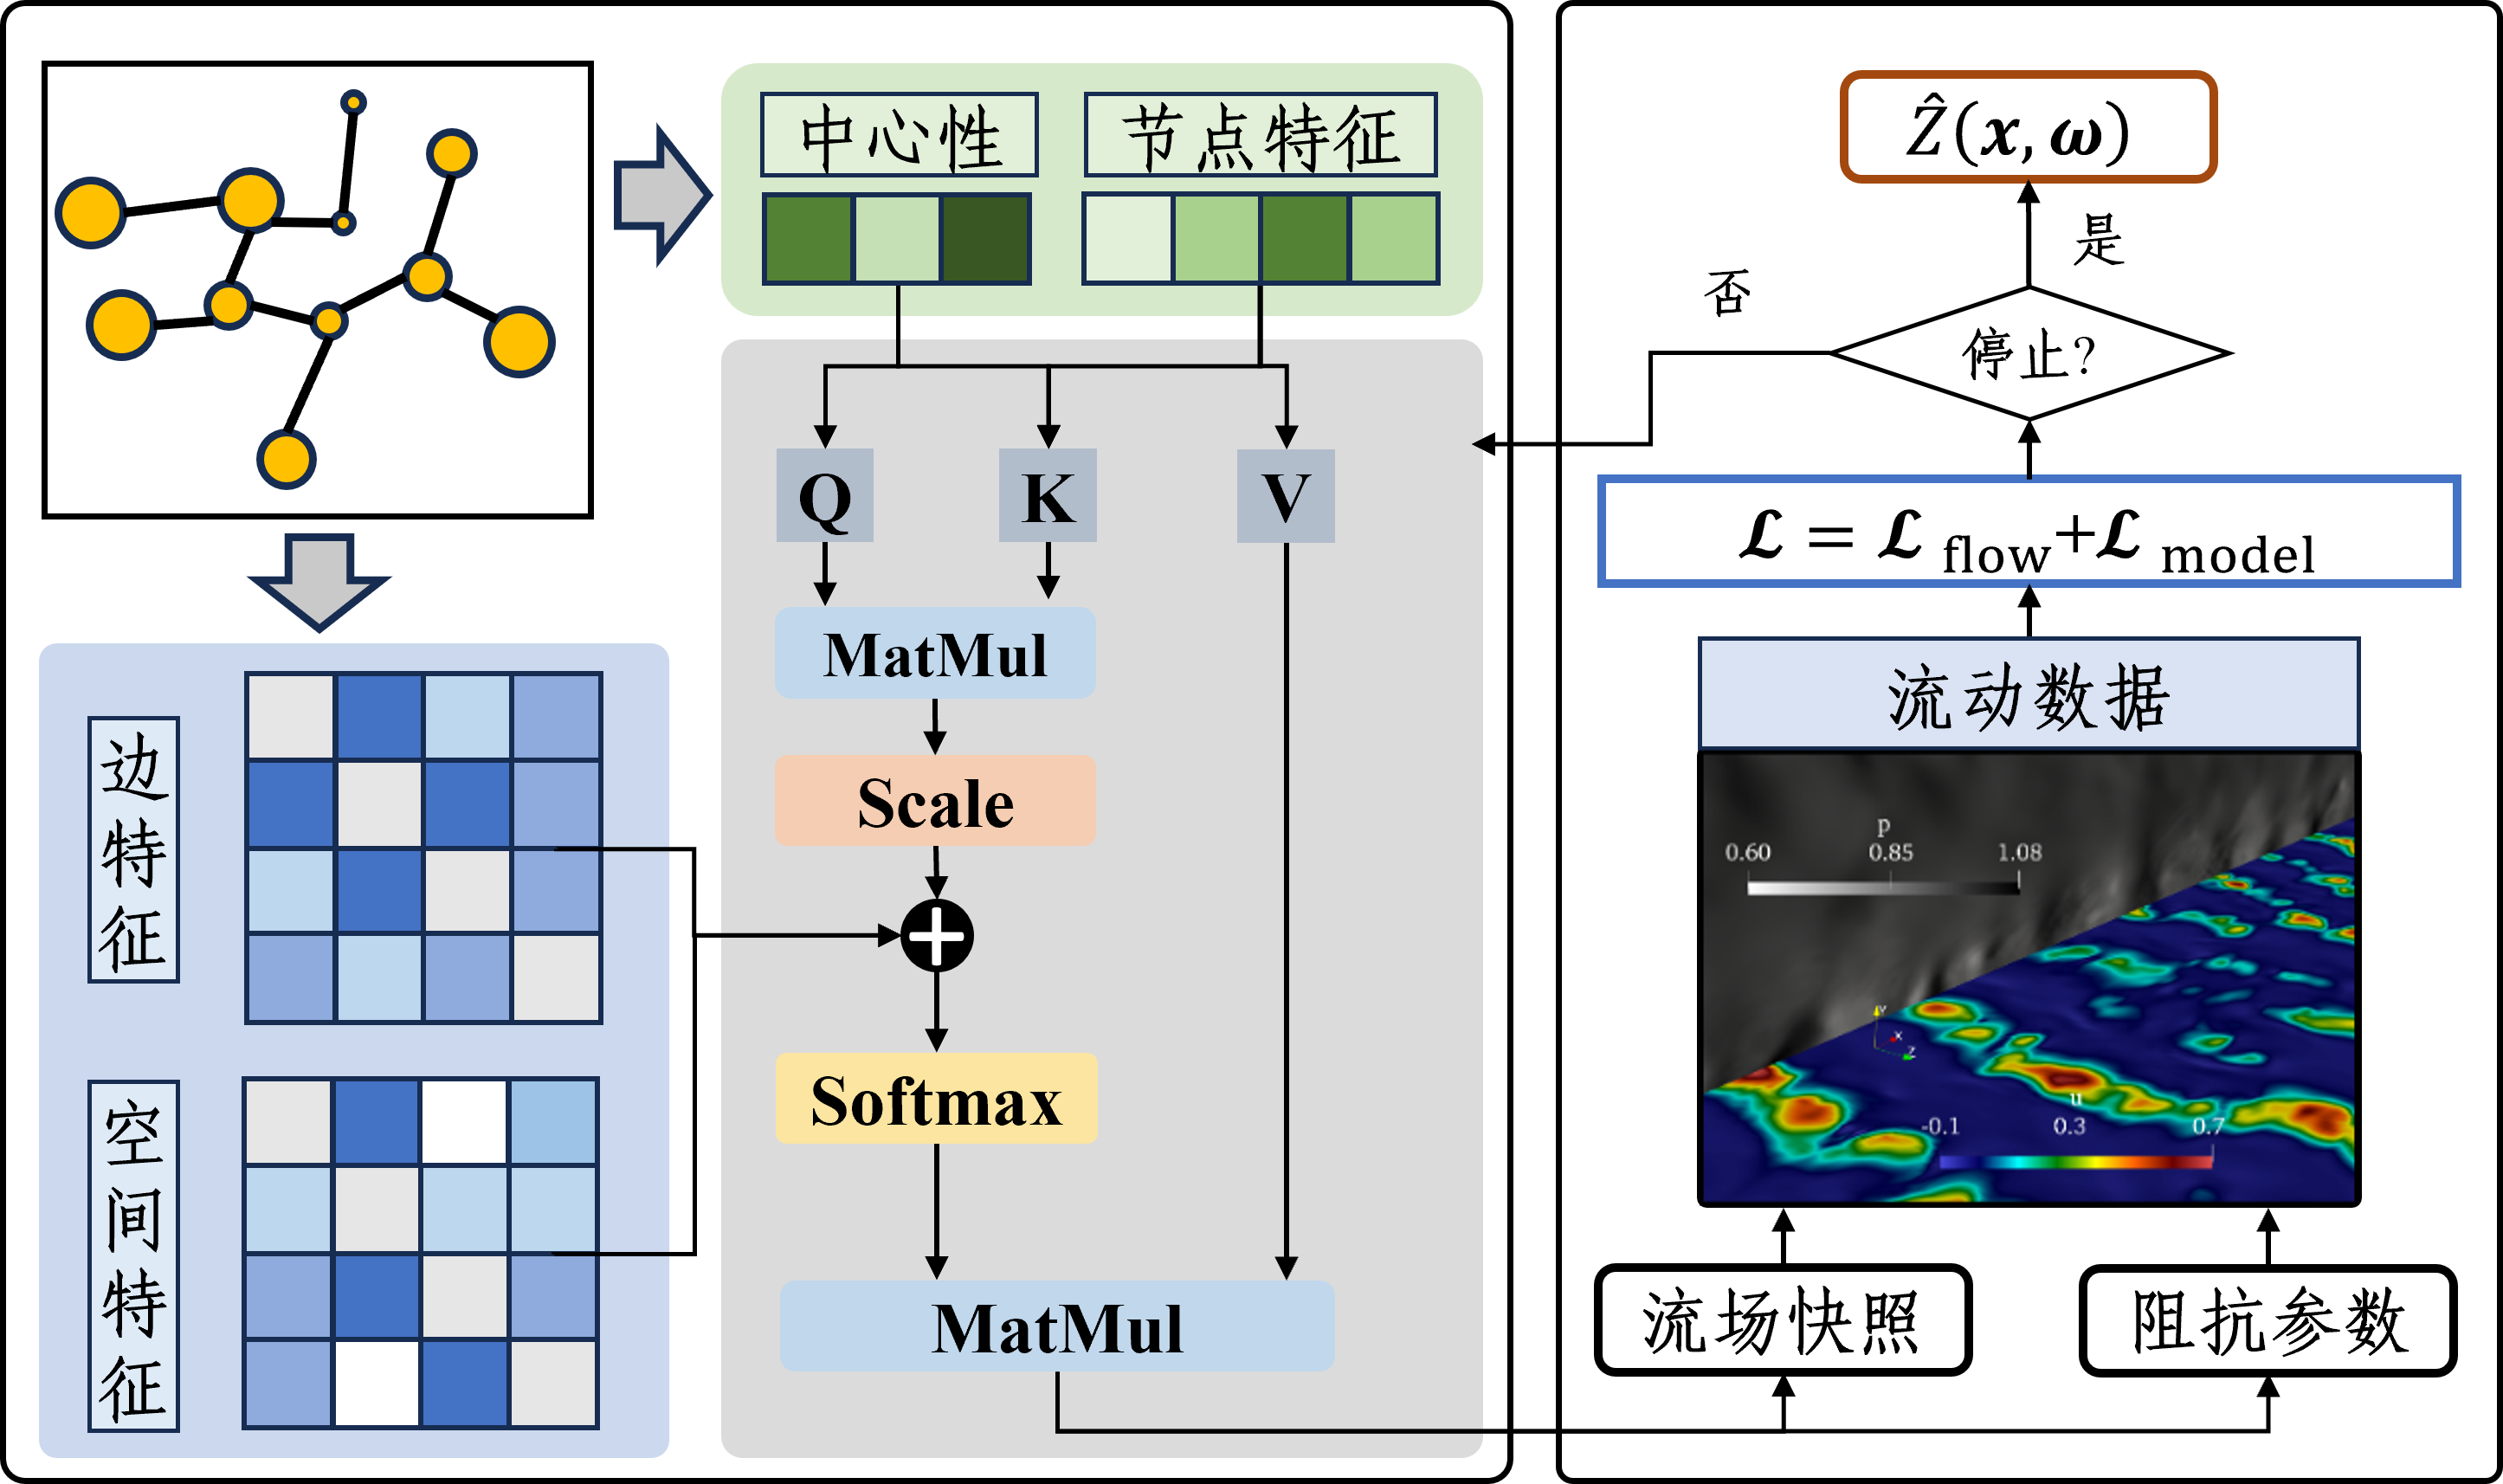 中心性
节点特征
Q
K
V
MatMul
Scale
Softmax
MatMul
边特征
空间特征
Ẑ(x, ω)
是
否
停止?
ℒ = ℒ flow+ℒ model
流动数据
p
0.60 0.85 1.08
Y
X
Z
u
-0.1 0.3 0.7
流场快照
阻抗参数